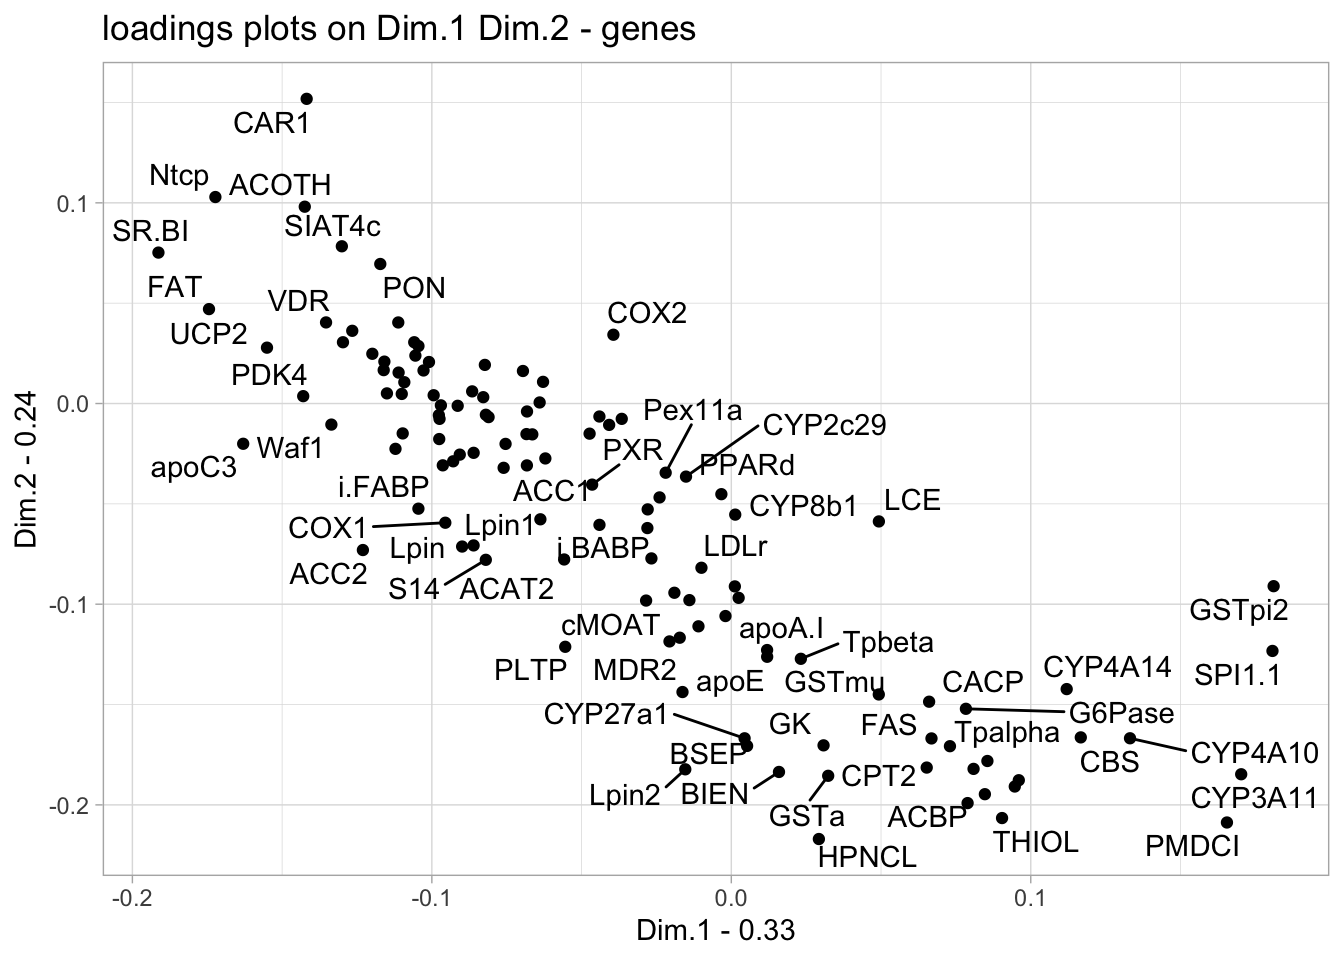 loadings plots on Dim.1 Dim.2 - genes
CAR1
Ntcp
ACOTH
SIAT4c
SR.BI
PON
FAT
VDR
COX2
UCP2
PDK4
Pex11a
CYP2c29
Waf1
PXR
apoC3
PPARd
i.FABP
ACC1
CYP8b1
LCE
COX1
Lpin1
Lpin
i.BABP
LDLr
ACC2
S14
ACAT2
GSTpi2
cMOAT
apoA.I
Tpbeta
PLTP
MDR2
apoE
GSTmu
CACP
CYP4A14
SPI1.1
CYP27a1
GK
FAS
G6Pase
Tpalpha
BSEP
CPT2
CBS
CYP4A10
Lpin2
BIEN
GSTa
ACBP
CYP3A11
THIOL
PMDCI
HPNCL
0.1
0.0
-0.1
-0.2
Dim.2 - 0.24
-0.2
-0.1
0.0
0.1
Dim.1 - 0.33